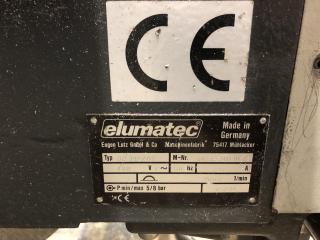 CE
elumatec
Made in
Germany
Eugen Lutz GmbH & Co Maschinenfabrik 75417 Mühlacker
Typ M-Nr.
V ~ Hz A
1/min
P min/max 5/8 bar
CE